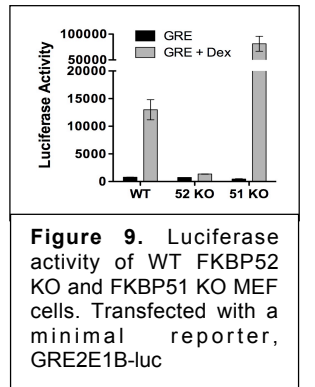 Luciferase Activity
100000
50000
20000
15000
10000
5000
0
GRE
GRE + Dex
WT 52 KO 51 KO
Figure 9. Luciferase
activity of WT FKBP52
KO and FKBP51 KO MEF
cells. Transfected with a
minimal reporter,
GRE2E1B-luc